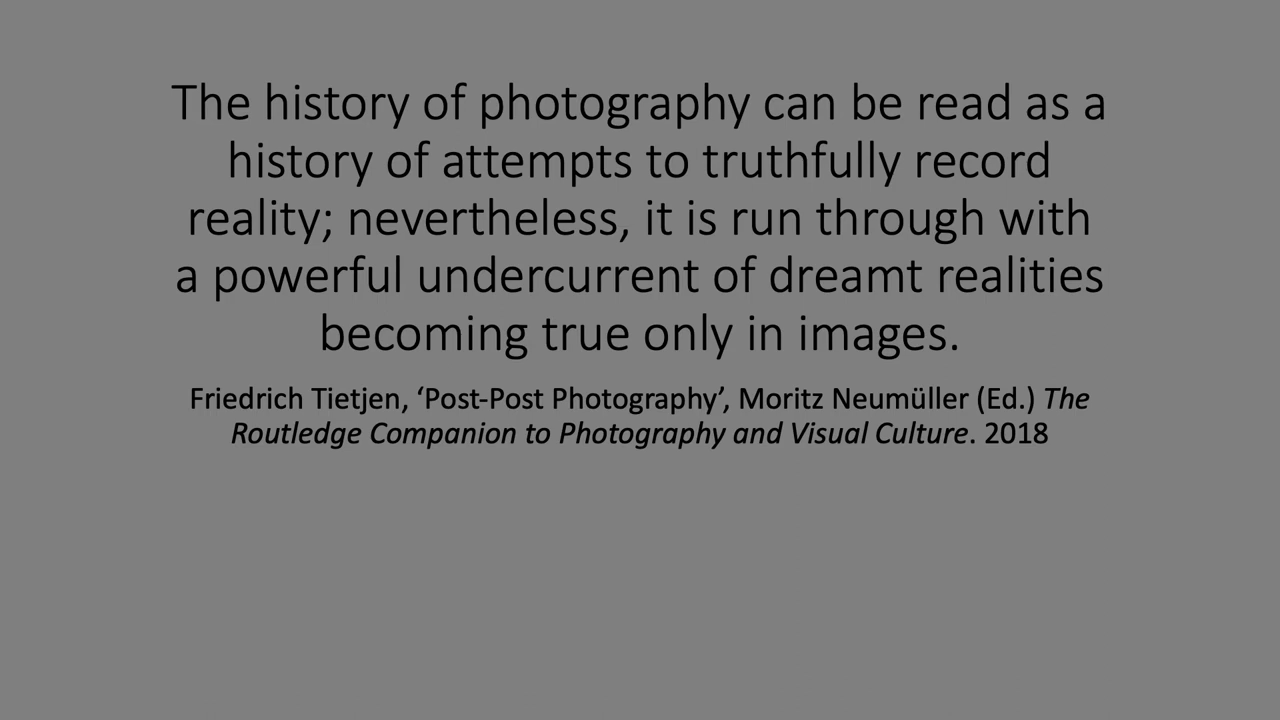 The history of photography can be read as a
history of attempts to truthfully record
reality; nevertheless, it is run through with
a powerful undercurrent of dreamt realities
becoming true only in images.
Friedrich Tietjen, ‘Post-Post Photography’, Moritz Neumüller (Ed.) The
Routledge Companion to Photography and Visual Culture. 2018